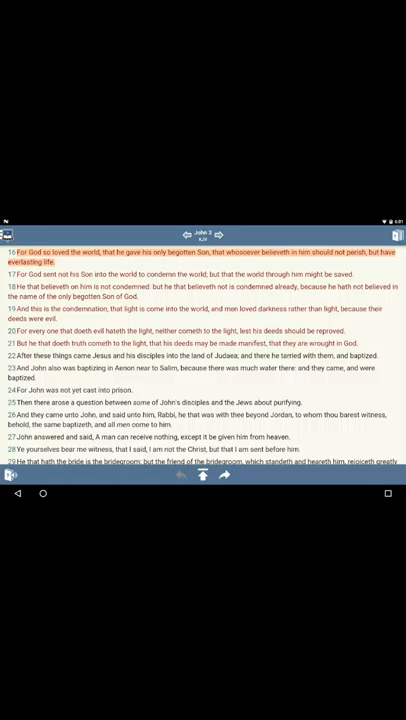 6:01
John 3
KJV
16 For God so loved the world, that he gave his only begotten Son, that whosoever believeth in him should not perish, but have
everlasting life.
17 For God sent not his Son into the world to condemn the world; but that the world through him might be saved.
18 He that believeth on him is not condemned: but he that believeth not is condemned already, because he hath not believed in
the name of the only begotten Son of God.
19 And this is the condemnation, that light is come into the world, and men loved darkness rather than light, because their
deeds were evil.
20 For every one that doeth evil hateth the light, neither cometh to the light, lest his deeds should be reproved.
21 But he that doeth truth cometh to the light, that his deeds may be made manifest, that they are wrought in God.
22 After these things came Jesus and his disciples into the land of Judaea; and there he tarried with them, and baptized.
23 And John also was baptizing in Aenon near to Salim, because there was much water there: and they came, and were
baptized.
24 For John was not yet cast into prison.
25 Then there arose a question between some of John's disciples and the Jews about purifying.
26 And they came unto John, and said unto him, Rabbi, he that was with thee beyond Jordan, to whom thou barest witness,
behold, the same baptizeth, and all men come to him.
27 John answered and said, A man can receive nothing, except it be given him from heaven.
28 Ye yourselves bear me witness, that I said, I am not the Christ, but that I am sent before him.
29 He that hath the bride is the bridegroom: but the friend of the bridegroom, which standeth and heareth him, rejoiceth greatly